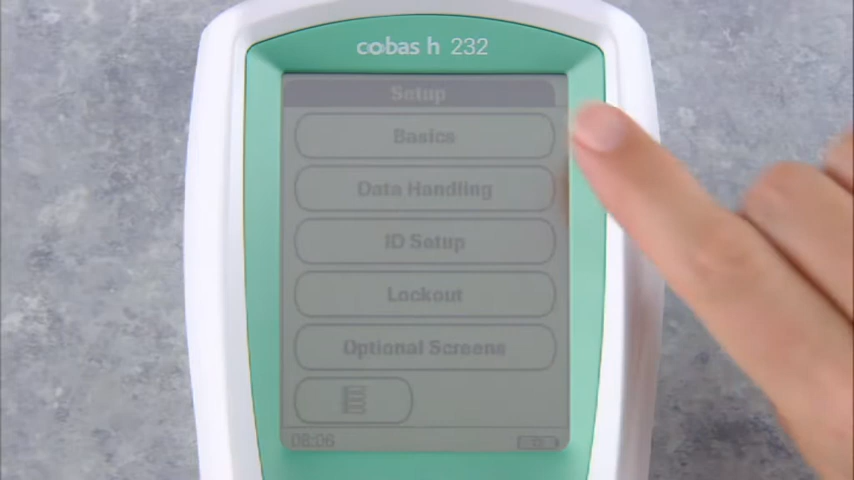 cobas h 232
Setup
Basics
Data Handling
ID Setup
Lockout
Optional Screens
08:06